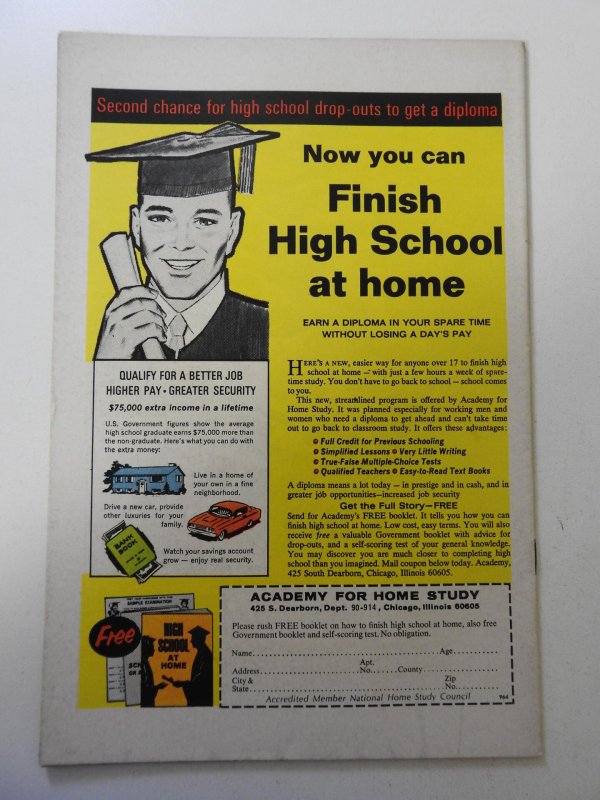 Second chance for high school drop-outs to get a diploma
Now you can
Finish
High School
at home
EARN A DIPLOMA IN YOUR SPARE TIME
WITHOUT LOSING A DAY'S PAY
QUALIFY FOR A BETTER JOB
HIGHER PAY • GREATER SECURITY
$75,000 extra income in a lifetime
U.S. Government figures show the average
high school graduate earns $75,000 more than
the non-graduate. Here's what you can do with
the extra money:
Live in a home of
your own in a fine
neighborhood.
Drive a new car, provide
other luxuries for your
family.
BANK
BOOK
Watch your savings account
grow — enjoy real security.
HERE'S A NEW, easier way for anyone over 17 to finish high
school at home — with just a few hours a week of spare-
time study. You don't have to go back to school — school comes
to you.
This new, streamlined program is offered by Academy for
Home Study. It was planned especially for working men and
women who need a diploma to get ahead and can't take time
out to go back to classroom study. It offers these advantages:
Full Credit for Previous Schooling
Simplified Lessons Very Little Writing
True-False Multiple-Choice Tests
Qualified Teachers Easy-to-Read Text Books
A diploma means a lot today — in prestige and in cash, and in
greater job opportunities—increased job security
Get the Full Story—FREE
Send for Academy's FREE booklet. It tells you how you can
finish high school at home. Low cost, easy terms. You will also
receive free a valuable Government booklet with advice for
drop-outs, and a self-scoring test of your general knowledge.
You may discover you are much closer to completing high
school than you imagined. Mail coupon below today. Academy,
425 South Dearborn, Chicago, Illinois 60605.
SAMPLE EXAMINATION
Free
HIGH
SCHOOL
AT
HOME
ACADEMY FOR HOME STUDY
425 S. Dearborn, Dept. 90-914, Chicago, Illinois 60605
Please rush FREE booklet on how to finish high school at home, also free
Government booklet and self-scoring test. No obligation.
Name Age
Address Apt. No. County
City & State Zip No.
Accredited Member National Home Study Council
964